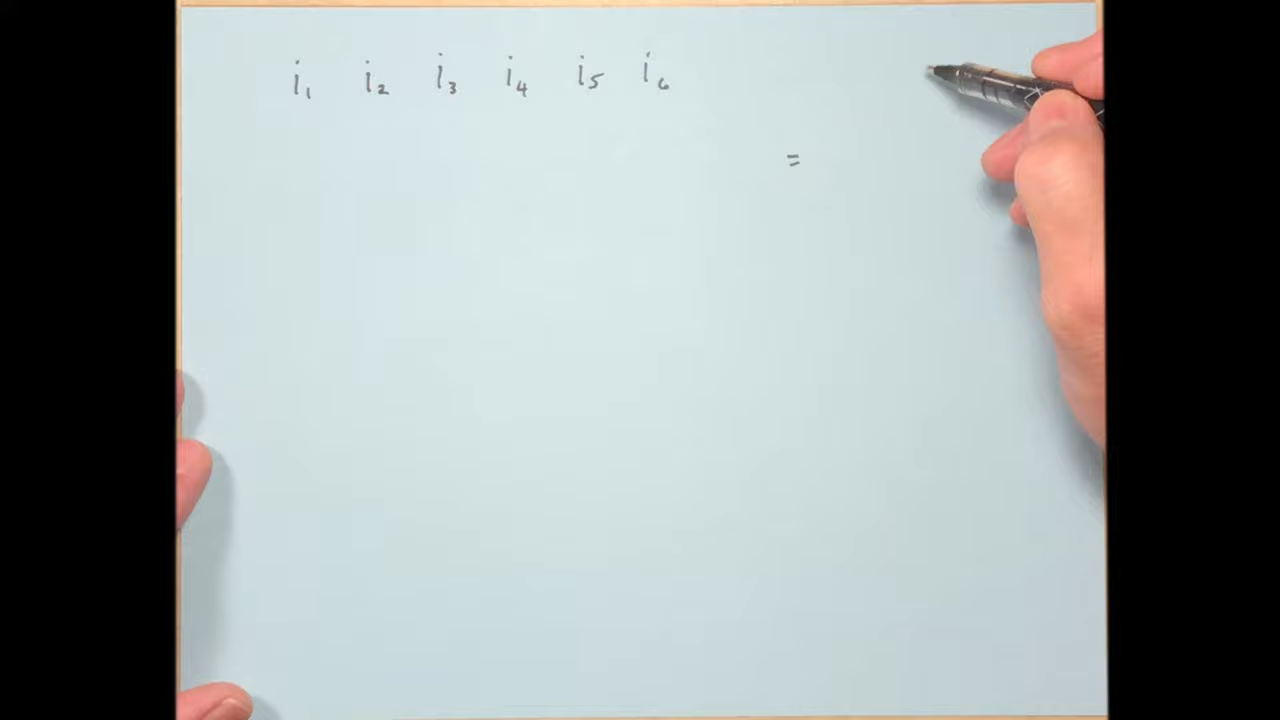 i₁ i₂ i₃ i₄ i₅ i₆
=